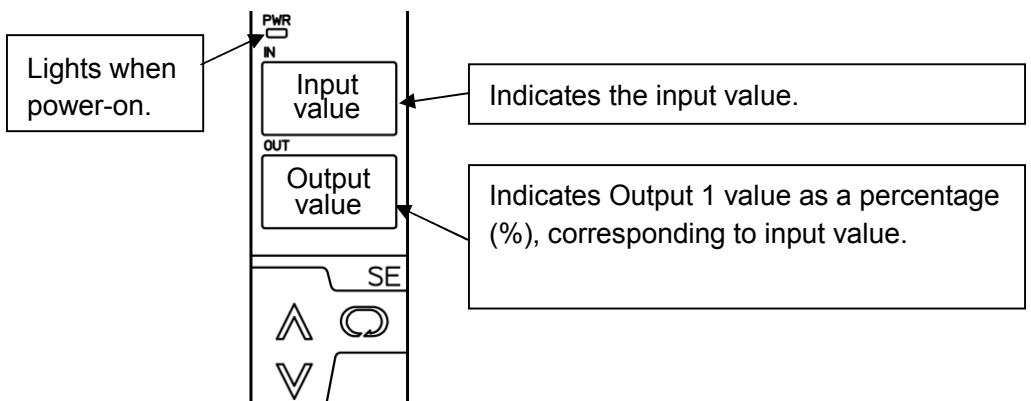 PWR
Lights when
power-on.
IN
Input
value
Indicates the input value.
OUT
Output
value
Indicates Output 1 value as a percentage
(%), corresponding to input value.
SE